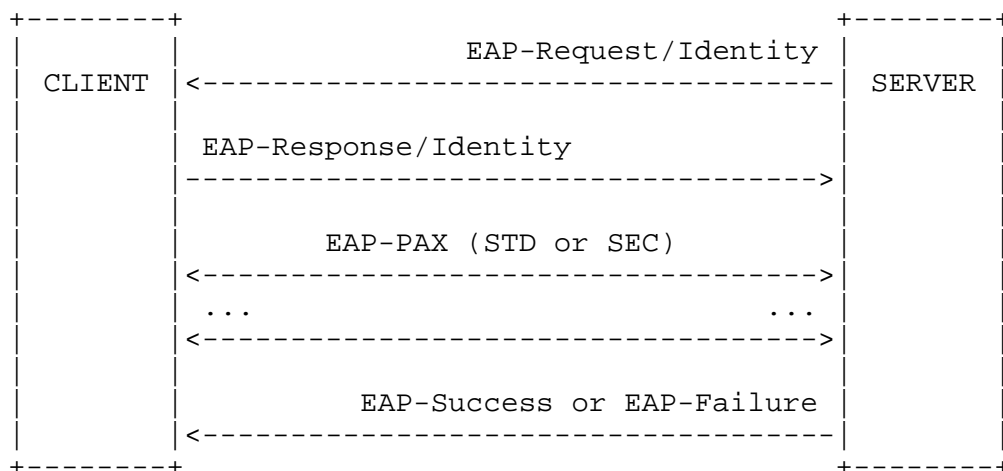 EAP-Request/Identity
CLIENT SERVER
EAP-Response/Identity
EAP-PAX (STD or SEC)
... ...
EAP-Success or EAP-Failure